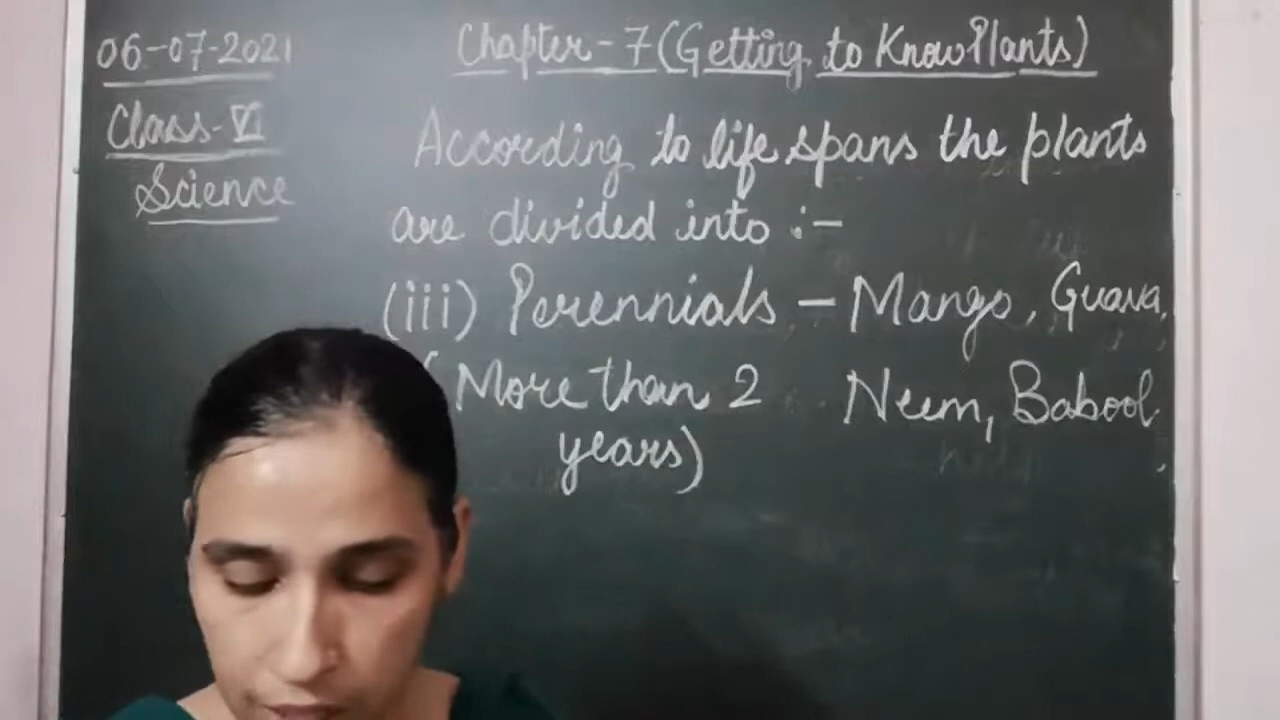 06-07-2021
Chapter-7(Getting to Know Plants)
Class-VI
Science
According to life spans the plants
are divided into :-
(iii) Perennials - Mango, Guava,
(More than 2 Neem, Babool
years)